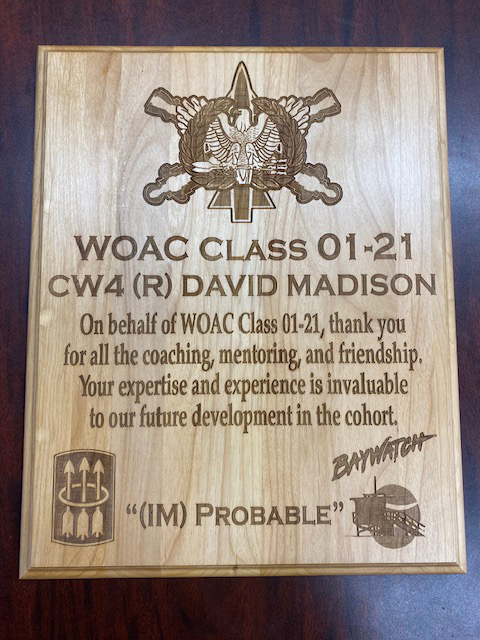 WOAC CLASS 01-21
CW4 (R) DAVID MADISON
On behalf of WOAC Class 01-21, thank you
for all the coaching, mentoring, and friendship.
Your expertise and experience is invaluable
to our future development in the cohort.
BAYWATCH
"(IM) PROBABLE"